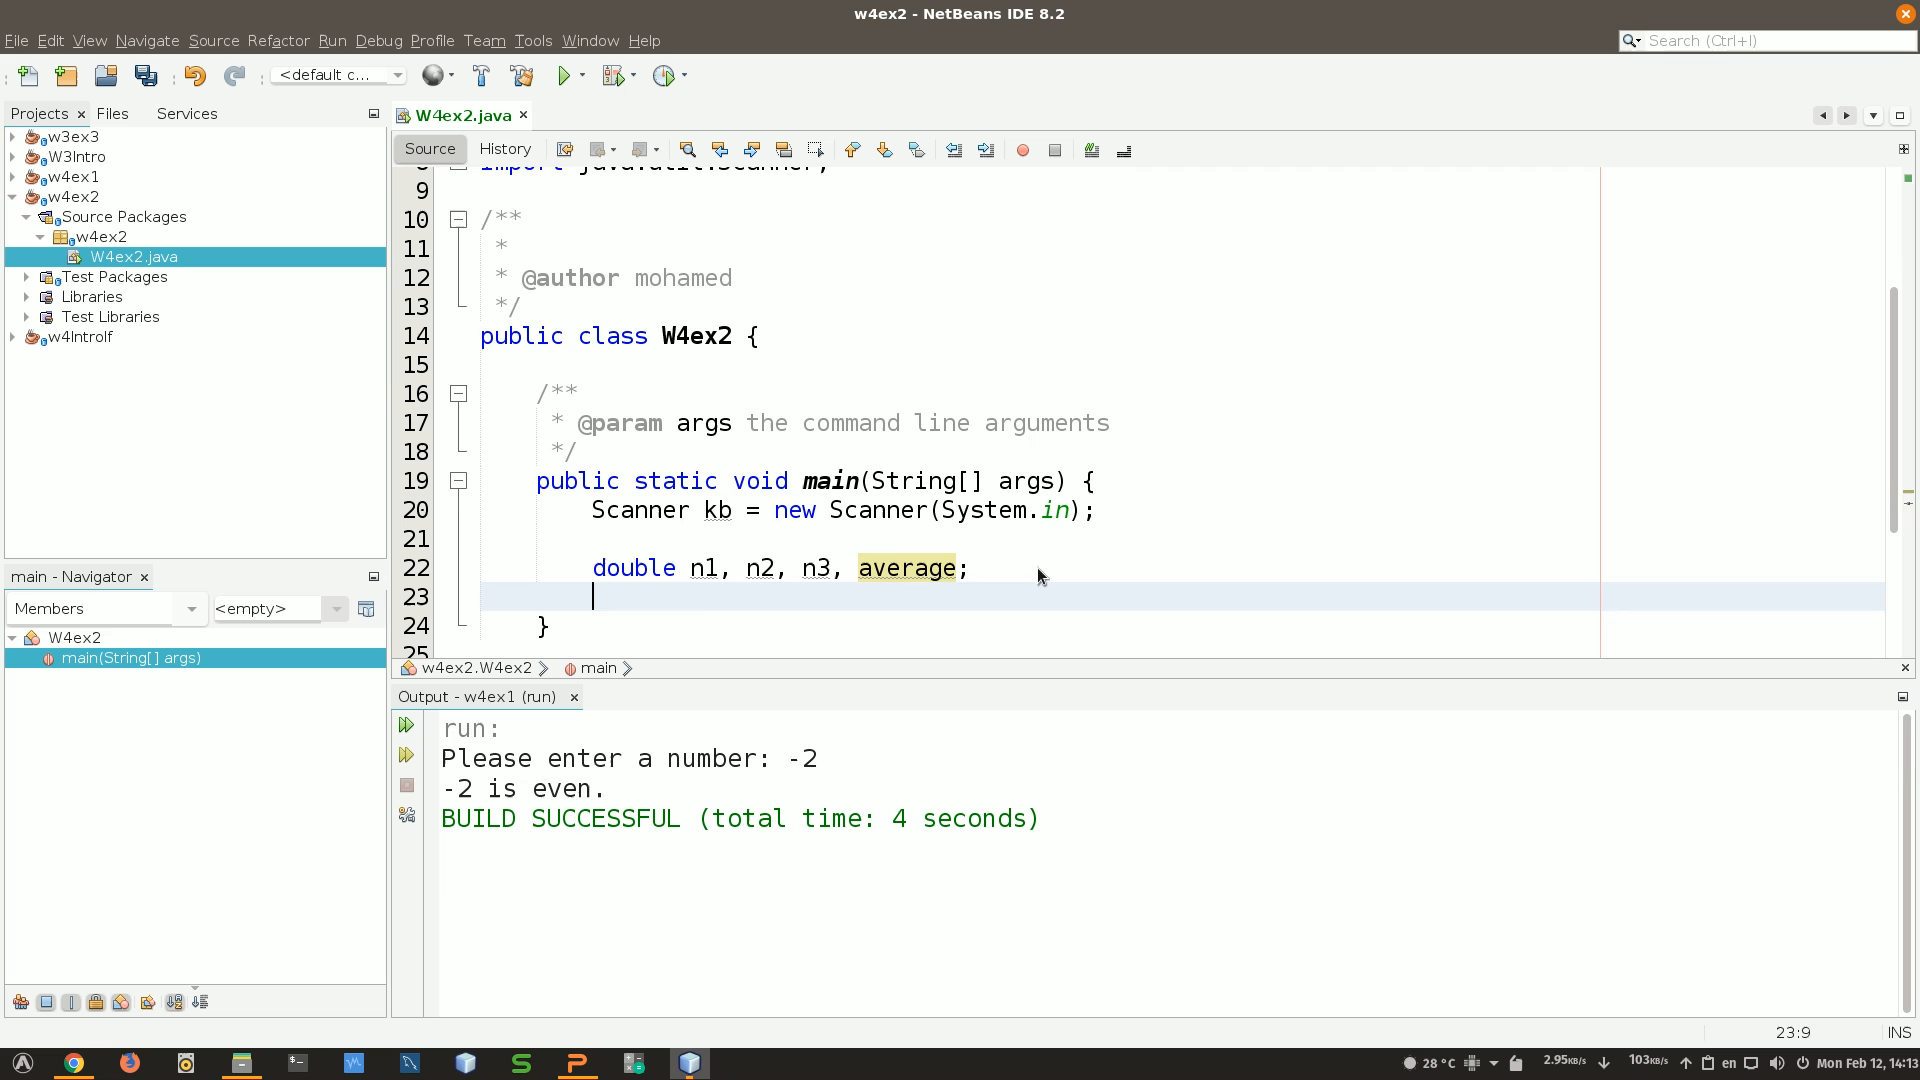 w4ex2 - NetBeans IDE 8.2
File Edit View Navigate Source Refactor Run Debug Profile Team Tools Window Help
Search (Ctrl+I)
<default c...
Projects Files Services
w3ex3
W3Intro
w4ex1
w4ex2
Source Packages
w4ex2
W4ex2.java
Test Packages
Libraries
Test Libraries
w4IntroIf
W4ex2.java
Source History
8 import java.util.Scanner;
9
10 /**
11 *
12 * @author mohamed
13 */
14 public class W4ex2 {
15
16 /**
17 * @param args the command line arguments
18 */
19 public static void main(String[] args) {
20 Scanner kb = new Scanner(System.in);
21
22 double n1, n2, n3, average;
23
24 }
25
w4ex2.W4ex2 main
main - Navigator
Members <empty>
W4ex2
main(String[] args)
Output - w4ex1 (run)
run:
Please enter a number: -2
-2 is even.
BUILD SUCCESSFUL (total time: 4 seconds)
23:9 INS
28 °C 2.95KB/s 103KB/s en Mon Feb 12, 14:13